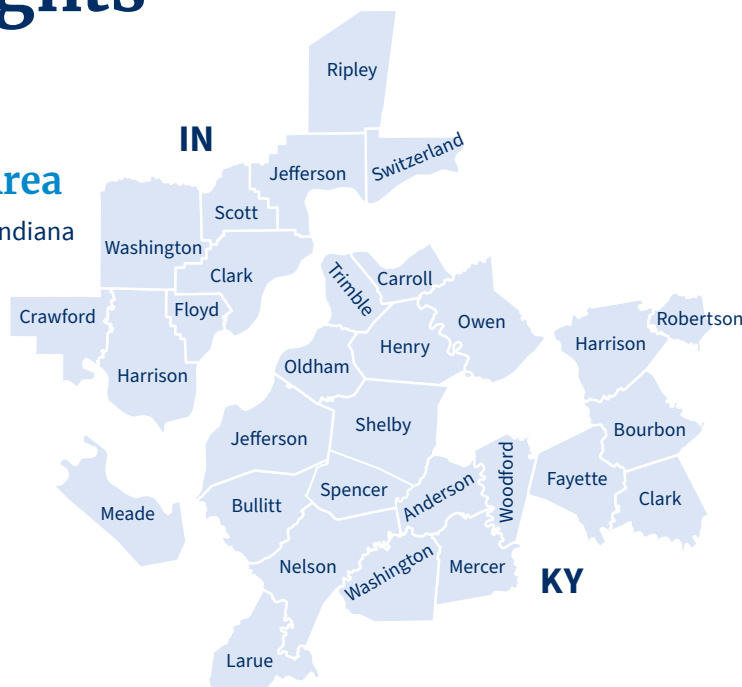 Ripley
IN
Jefferson
Switzerland
Scott
ndiana
Washington
Clark
Trimble
Carroll
Crawford
Floyd
Owen
Robertson
Harrison
Henry
Oldham
Harrison
Shelby
Jefferson
Bourbon
Woodford
Fayette
Spencer
Anderson
Clark
Bullitt
Meade
Nelson
Washington
Mercer
KY
Larue